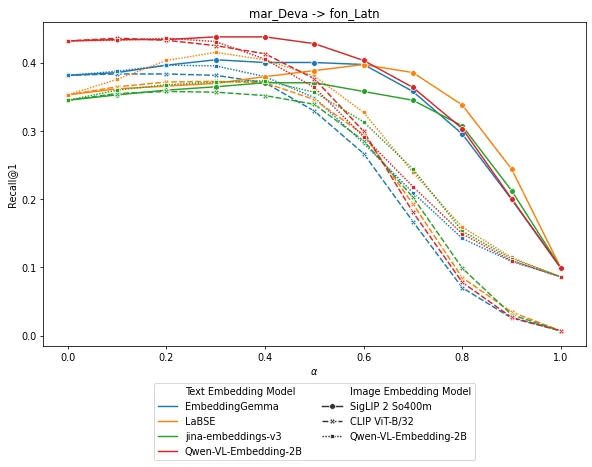 mar_Deva -> fon_Latn
Recall@1
0.4
0.3
0.2
0.1
0.0
0.0 0.2 0.4 0.6 0.8 1.0
α
Text Embedding Model Image Embedding Model
EmbeddingGemma SigLIP 2 So400m
LaBSE CLIP ViT-B/32
jina-embeddings-v3 Qwen-VL-Embedding-2B
Qwen-VL-Embedding-2B